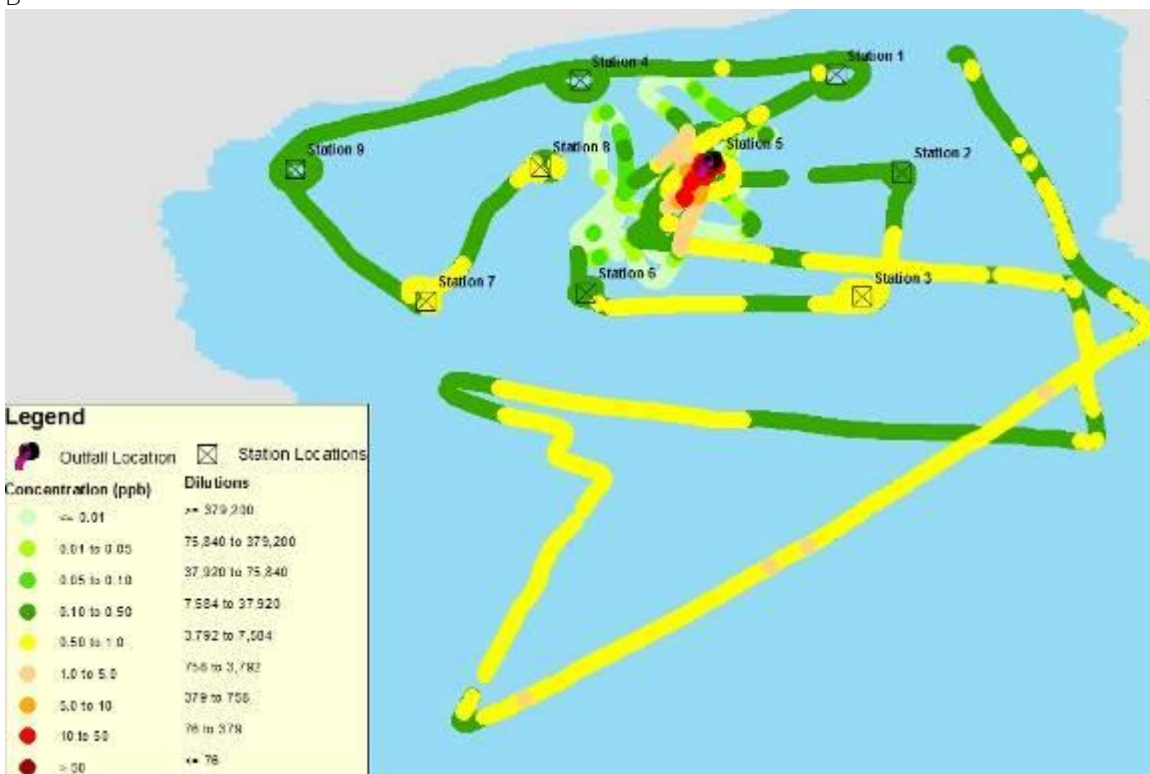 B
Station 4
Station 1
Station 5
Station 9
Station 8
Station 2
Station 6
Station 7
Station 3
Legend
Outfall Location
Station Locations
Concentration (ppb)
Dilutions
<= 0.01
>= 379,200
0.01 to 0.05
75,840 to 379,200
0.05 to 0.10
37,920 to 75,840
0.10 to 0.50
7,584 to 37,920
0.50 to 1.0
3,792 to 7,584
1.0 to 5.0
758 to 3,792
5.0 to 10
379 to 758
10 to 50
76 to 379
> 50
<= 76